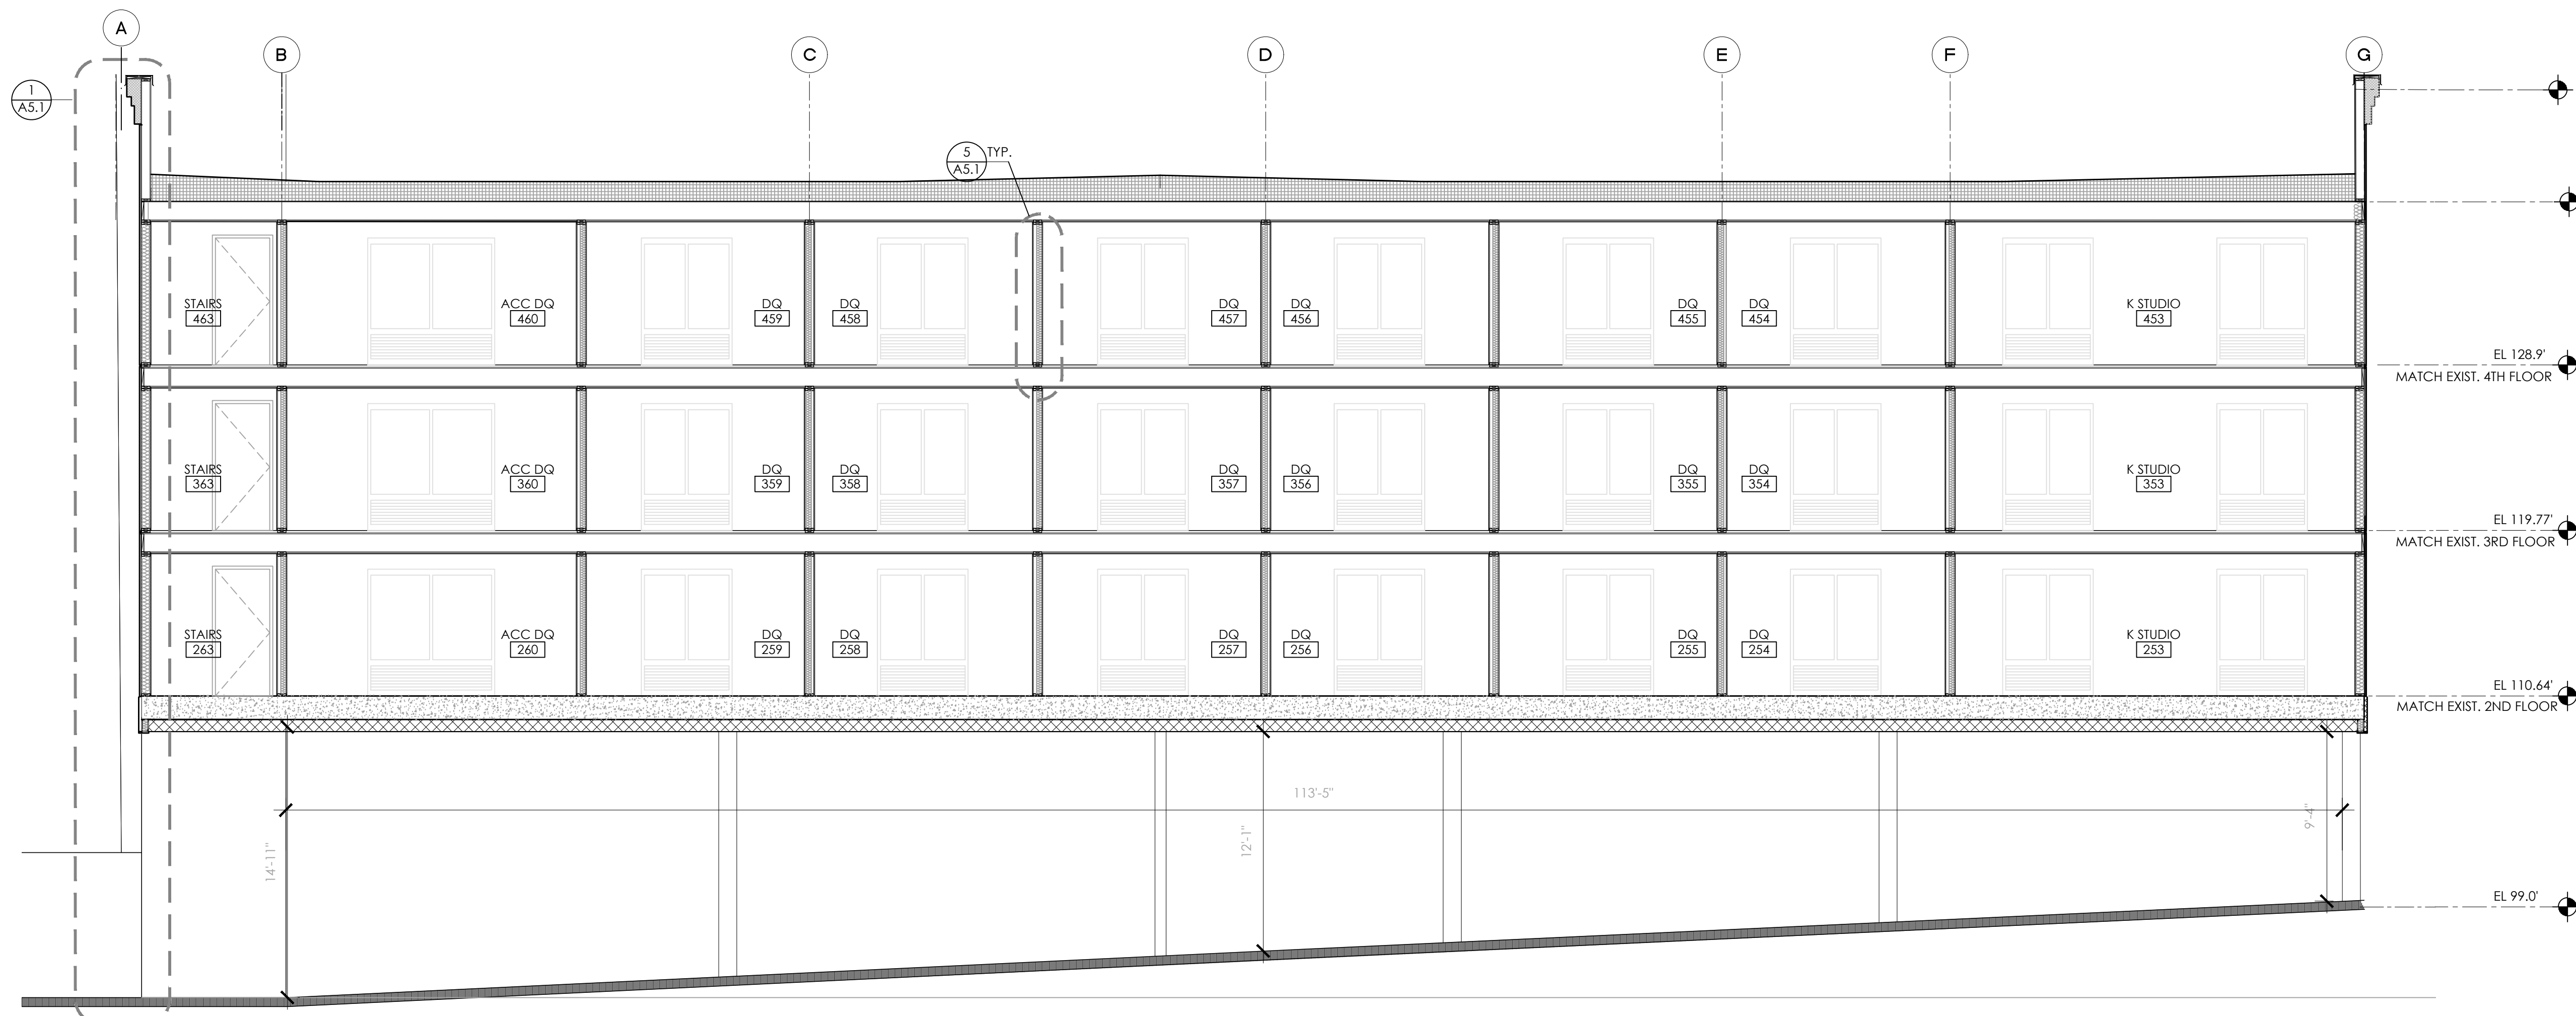 A
B
C
D
E
F
G
1
A5.1
5
TYP.
A5.1
STAIRS
463
ACC DQ
460
DQ
459
DQ
458
DQ
457
DQ
456
DQ
455
DQ
454
K STUDIO
453
EL 128.9'
MATCH EXIST. 4TH FLOOR
STAIRS
363
ACC DQ
360
DQ
359
DQ
358
DQ
357
DQ
356
DQ
355
DQ
354
K STUDIO
353
EL 119.77'
MATCH EXIST. 3RD FLOOR
STAIRS
263
ACC DQ
260
DQ
259
DQ
258
DQ
257
DQ
256
DQ
255
DQ
254
K STUDIO
253
EL 110.64'
MATCH EXIST. 2ND FLOOR
113'-5"
14'-11"
12'-1"
9'-4"
EL 99.0'